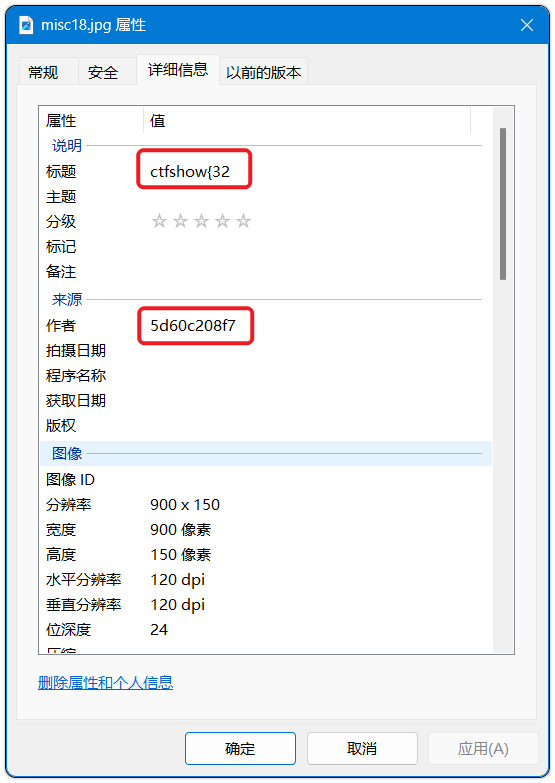 misc18.jpg 属性
常规 安全 详细信息 以前的版本
属性 值
说明
标题 ctfshow{32
主题
分级 ☆☆☆☆☆
标记
备注
来源
作者 5d60c208f7
拍摄日期
程序名称
获取日期
版权
图像
图像 ID
分辨率 900 x 150
宽度 900 像素
高度 150 像素
水平分辨率 120 dpi
垂直分辨率 120 dpi
位深度 24
压缩
删除属性和个人信息
确定 取消 应用(A)